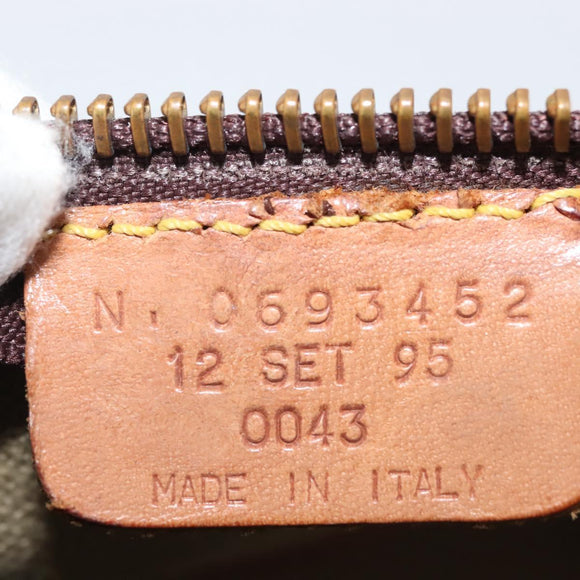 N. 0693452
12 SET 95
0043
MADE IN ITALY